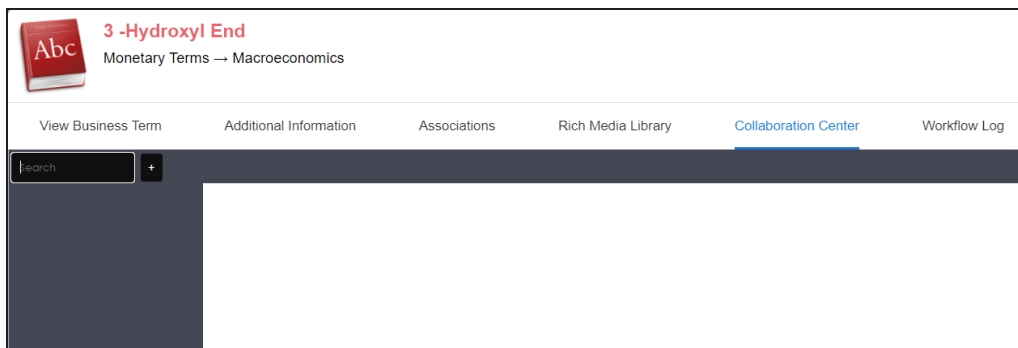 Abc
3 -Hydroxyl End
Monetary Terms → Macroeconomics
View Business Term Additional Information Associations Rich Media Library Collaboration Center Workflow Log
Search +